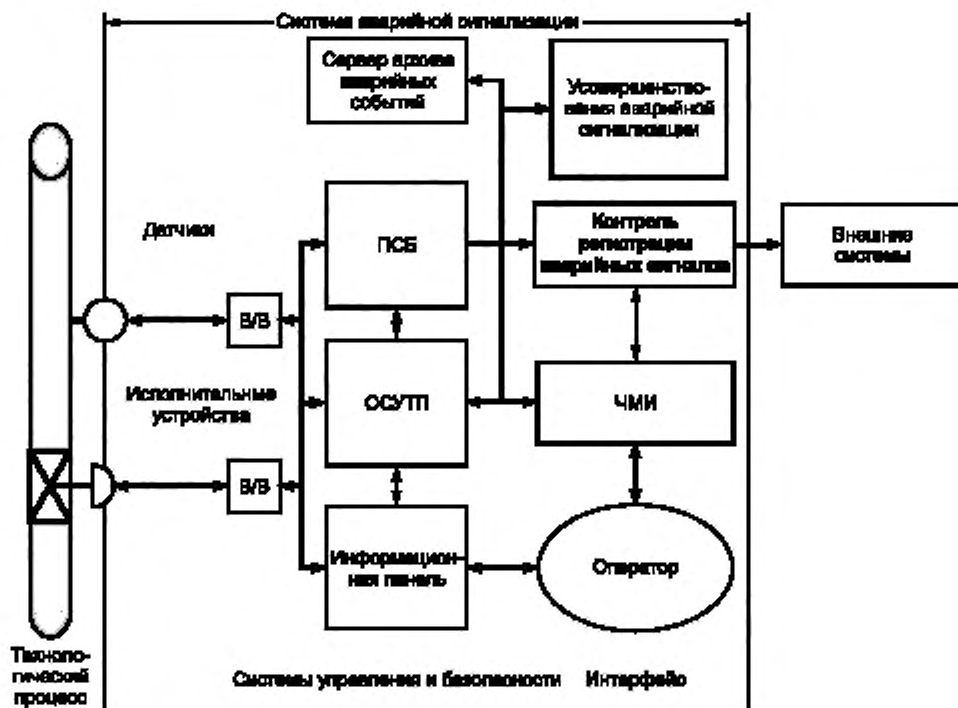 Система аварийной сигнализации
Сервер архива
аварийных
событий
Усовершенство-
вания аварийной
сигнализации
Датчики
ПСБ
Контроль
регистрации
аварийных сигналов
Внешние
системы
В/В
Исполнительные
устройства
ОСУТП
ЧМИ
В/В
Информацион-
ная панель
Оператор
Техноло-
гический
процесс
Системы управления и безопасности
Интерфейс